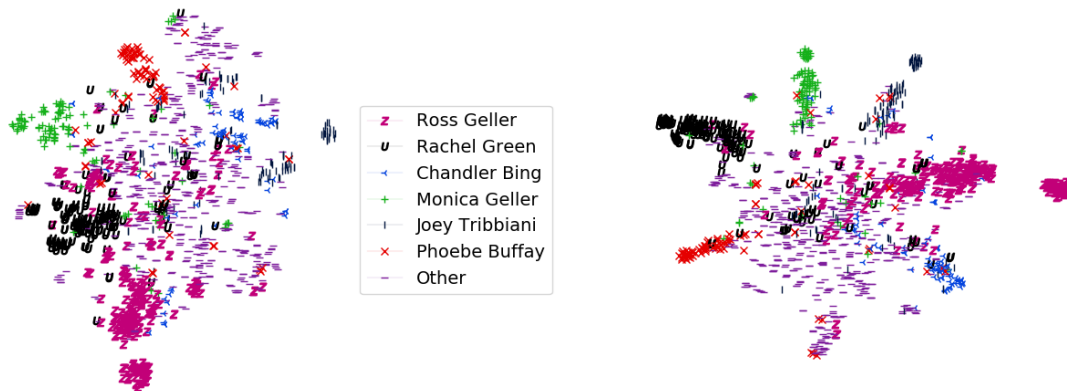 Ross Geller
Rachel Green
Chandler Bing
Monica Geller
Joey Tribbiani
Phoebe Buffay
Other